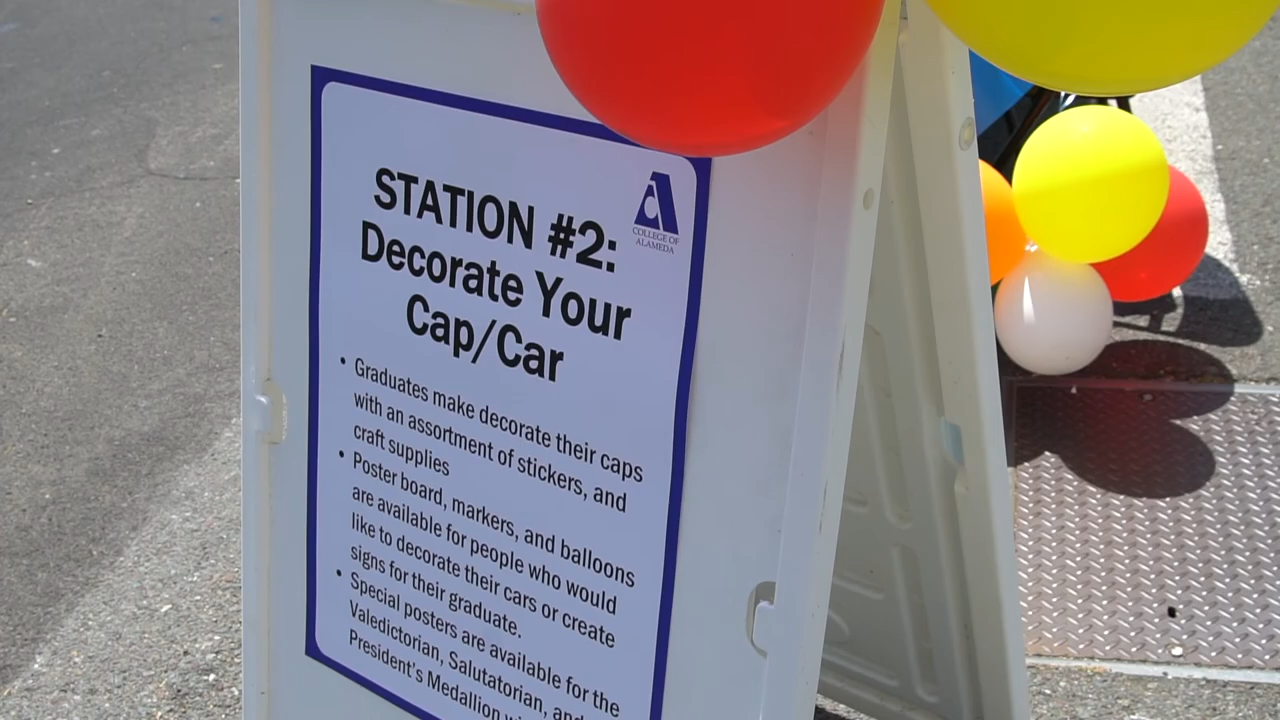 STATION #2:
Decorate Your
Cap/Car
COLLEGE OF
ALAMEDA
• Graduates make decorate their caps
with an assortment of stickers, and
craft supplies
• Poster board, markers, and balloons
are available for people who would
like to decorate their cars or create
signs for their graduate.
• Special posters are available for the
Valedictorian, Salutatorian, and
President's Medallion